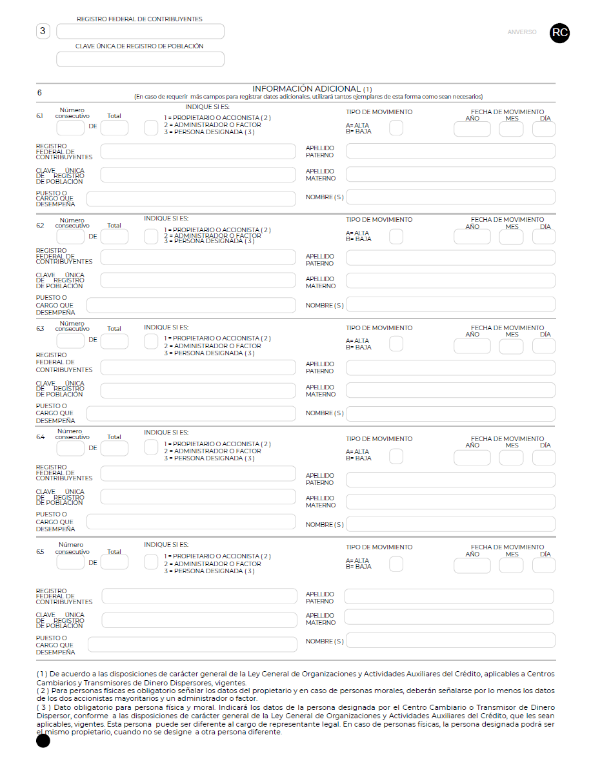 REGISTRO FEDERAL DE CONTRIBUYENTES
3
ANVERSO RC
CLAVE ÚNICA DE REGISTRO DE POBLACIÓN
6 INFORMACIÓN ADICIONAL (1)
(En caso de requerir más campos para registrar datos adicionales, utilizará tantos ejemplares de esta forma como sean necesarios)
6.1 Número consecutivo DE Total
INDIQUE SI ES:
1 = PROPIETARIO O ACCIONISTA ( 2 )
2 = ADMINISTRADOR O FACTOR
3 = PERSONA DESIGNADA ( 3 )
TIPO DE MOVIMIENTO
A= ALTA
B= BAJA
FECHA DE MOVIMIENTO
AÑO MES DÍA
REGISTRO FEDERAL DE CONTRIBUYENTES
APELLIDO PATERNO
CLAVE ÚNICA DE REGISTRO DE POBLACIÓN
APELLIDO MATERNO
PUESTO O CARGO QUE DESEMPEÑA
NOMBRE ( S )
6.2 Número consecutivo DE Total
INDIQUE SI ES:
1 = PROPIETARIO O ACCIONISTA ( 2 )
2 = ADMINISTRADOR O FACTOR
3 = PERSONA DESIGNADA ( 3 )
TIPO DE MOVIMIENTO
A= ALTA
B= BAJA
FECHA DE MOVIMIENTO
AÑO MES DÍA
REGISTRO FEDERAL DE CONTRIBUYENTES
APELLIDO PATERNO
CLAVE ÚNICA DE REGISTRO DE POBLACIÓN
APELLIDO MATERNO
PUESTO O CARGO QUE DESEMPEÑA
NOMBRE ( S )
6.3 Número consecutivo DE Total
INDIQUE SI ES:
1 = PROPIETARIO O ACCIONISTA ( 2 )
2 = ADMINISTRADOR O FACTOR
3 = PERSONA DESIGNADA ( 3 )
TIPO DE MOVIMIENTO
A= ALTA
B= BAJA
FECHA DE MOVIMIENTO
AÑO MES DÍA
REGISTRO FEDERAL DE CONTRIBUYENTES
APELLIDO PATERNO
CLAVE ÚNICA DE REGISTRO DE POBLACIÓN
APELLIDO MATERNO
PUESTO O CARGO QUE DESEMPEÑA
NOMBRE ( S )
6.4 Número consecutivo DE Total
INDIQUE SI ES:
1 = PROPIETARIO O ACCIONISTA ( 2 )
2 = ADMINISTRADOR O FACTOR
3 = PERSONA DESIGNADA ( 3 )
TIPO DE MOVIMIENTO
A= ALTA
B= BAJA
FECHA DE MOVIMIENTO
AÑO MES DÍA
REGISTRO FEDERAL DE CONTRIBUYENTES
APELLIDO PATERNO
CLAVE ÚNICA DE REGISTRO DE POBLACIÓN
APELLIDO MATERNO
PUESTO O CARGO QUE DESEMPEÑA
NOMBRE ( S )
6.5 Número consecutivo DE Total
INDIQUE SI ES:
1 = PROPIETARIO O ACCIONISTA ( 2 )
2 = ADMINISTRADOR O FACTOR
3 = PERSONA DESIGNADA ( 3 )
TIPO DE MOVIMIENTO
A= ALTA
B= BAJA
FECHA DE MOVIMIENTO
AÑO MES DÍA
REGISTRO FEDERAL DE CONTRIBUYENTES
APELLIDO PATERNO
CLAVE ÚNICA DE REGISTRO DE POBLACIÓN
APELLIDO MATERNO
PUESTO O CARGO QUE DESEMPEÑA
NOMBRE ( S )
( 1 ) De acuerdo a las disposiciones de carácter general de la Ley General de Organizaciones y Actividades Auxiliares del Crédito, aplicables a Centros
Cambiarios y Transmisores de Dinero Dispersores, vigentes.
( 2 ) Para personas físicas es obligatorio señalar los datos del propietario y en caso de personas morales, deberán señalarse por lo menos los datos
de los dos accionistas mayoritarios y un administrador o factor.
( 3 ) Dato obligatorio para persona física y moral. Indicará los datos de la persona designada por el Centro Cambiario o Transmisor de Dinero
Dispersor, conforme a las disposiciones de carácter general de la Ley General de Organizaciones y Actividades Auxiliares del Crédito, que les sean
aplicables, vigentes. Esta persona puede ser diferente al cargo de representante legal. En caso de personas físicas, la persona designada podrá ser
el mismo propietario, cuando no se designe a otra persona diferente.